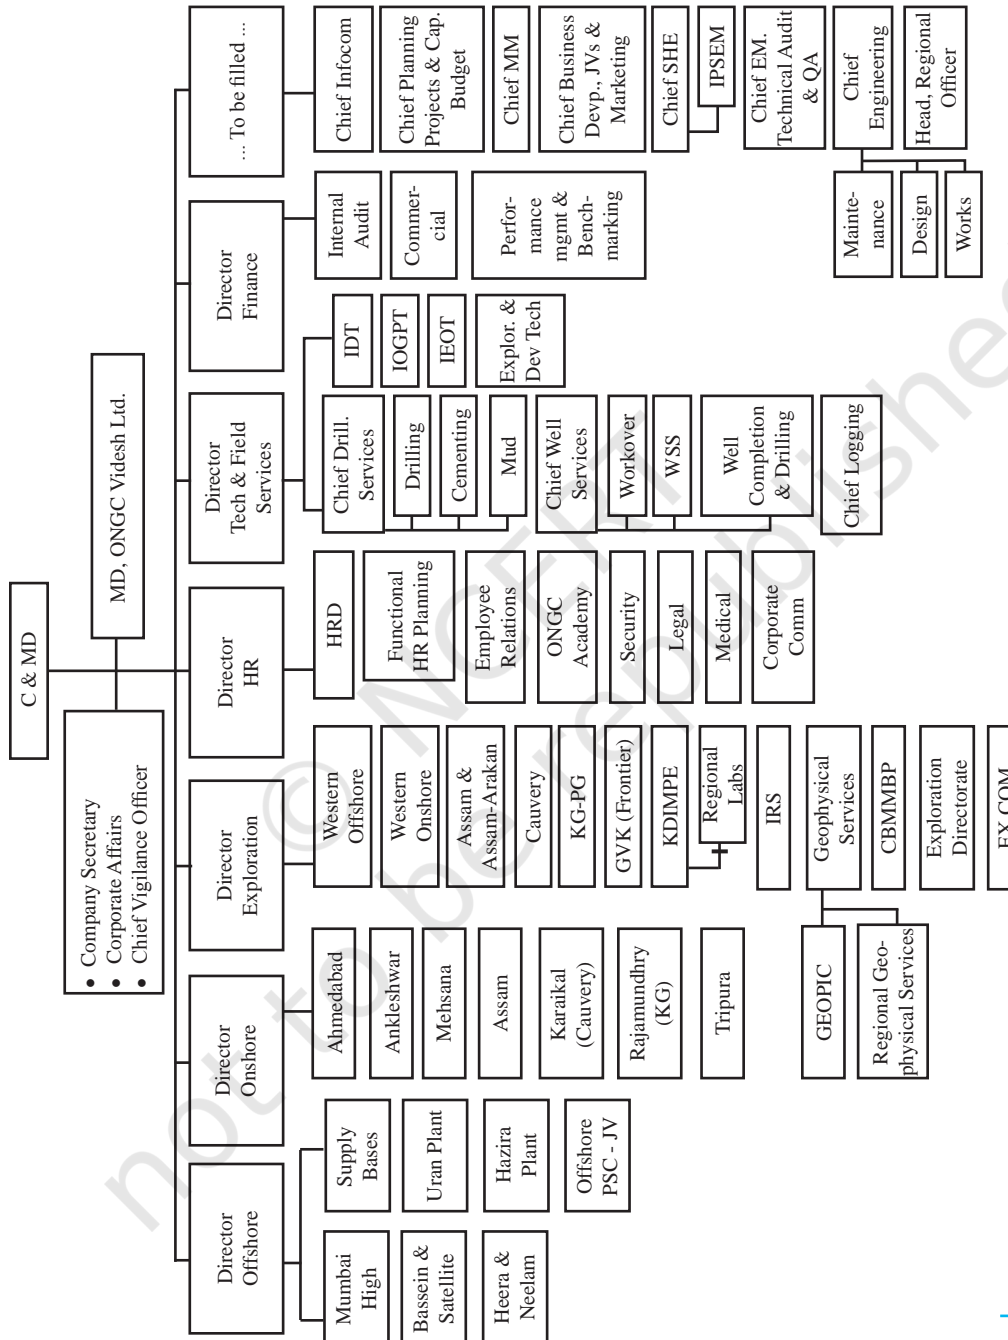 C & MD
MD, ONGC Videsh Ltd.
• Company Secretary
• Corporate Affairs
• Chief Vigilance Officer
Director
Offshore
Mumbai
High
Bassein &
Satellite
Heera &
Neelam
Supply
Bases
Uran Plant
Hazira
Plant
Offshore
PSC - JV
Director
Onshore
Ahmedabad
Ankleshwar
Mehsana
Assam
Karaikal
(Cauvery)
Rajamundhry
(KG)
Tripura
Director
Exploration
Western
Offshore
Western
Onshore
Assam &
Assam-Arakan
Cauvery
KG-PG
GVK (Frontier)
KDIMPE
Regional
Labs
IRS
Geophysical
Services
GEOPIC
Regional Geo-
physical Services
CBMMBP
Exploration
Directorate
EX COM
Director
HR
HRD
Functional
HR Planning
Employee
Relations
ONGC
Academy
Security
Legal
Medical
Corporate
Comm
Director
Tech & Field
Services
Chief Drill.
Services
Drilling
Cementing
Mud
Chief Well
Services
Workover
WSS
Well
Completion
& Drilling
Chief Logging
IDT
IOGPT
IEOT
Explor. &
Dev Tech
Director
Finance
Internal
Audit
Commer-
cial
Perfor-
mance
mgmt &
Bench-
marking
... To be filled ...
Chief Infocom
Chief Planning
Projects & Cap.
Budget
Chief MM
Chief Business
Devp., JVs &
Marketing
Chief SHE
IPSEM
Chief EM.
Technical Audit
& QA
Chief
Engineering
Mainte-
nance
Design
Works
Head, Regional
Officer
© NCERT
not to be republished